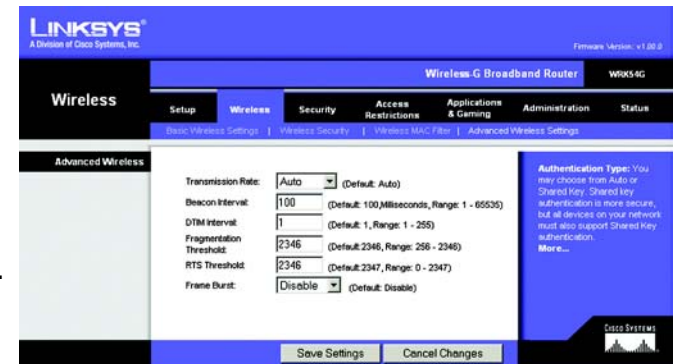 LINKSYS®
A Division of Cisco Systems, Inc.
Firmware Version: v1.00.0
Wireless-G Broadband Router WRK54G
Wireless
Setup Wireless Security Access Restrictions Applications & Gaming Administration Status
Basic Wireless Settings | Wireless Security | Wireless MAC Filter | Advanced Wireless Settings
Advanced Wireless
Transmission Rate: Auto (Default: Auto)
Beacon Interval: 100 (Default: 100,Milliseconds, Range: 1 - 65535)
DTIM Interval: 1 (Default: 1, Range: 1 - 255)
Fragmentation Threshold: 2346 (Default:2346, Range: 256 - 2346)
RTS Threshold: 2346 (Default:2347, Range: 0 - 2347)
Frame Burst: Disable (Default: Disable)
Authentication Type: You
may choose from Auto or
Shared Key. Shared key
authentication is more secure,
but all devices on your network
must also support Shared Key
authentication.
More...
Save Settings Cancel Changes
CISCO SYSTEMS